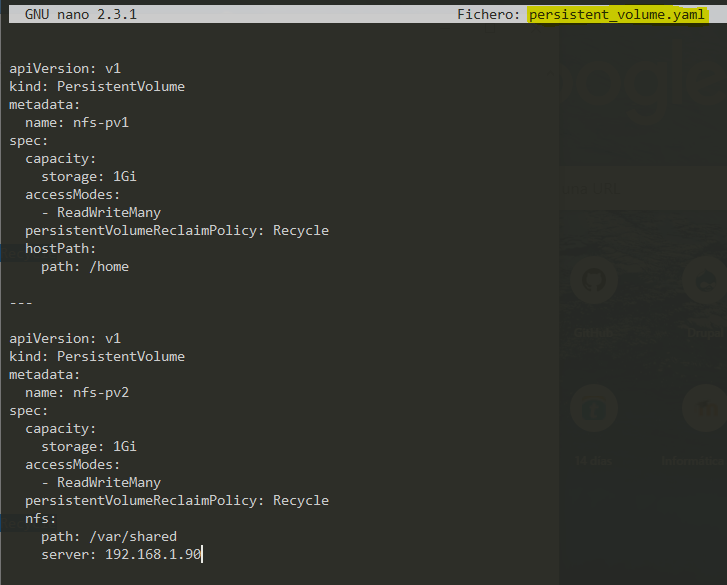 GNU nano 2.3.1 Fichero: persistent_volume.yaml
apiVersion: v1
kind: PersistentVolume
metadata:
  name: nfs-pv1
spec:
  capacity:
    storage: 1Gi
  accessModes:
    - ReadWriteMany
  persistentVolumeReclaimPolicy: Recycle
  hostPath:
    path: /home
---
apiVersion: v1
kind: PersistentVolume
metadata:
  name: nfs-pv2
spec:
  capacity:
    storage: 1Gi
  accessModes:
    - ReadWriteMany
  persistentVolumeReclaimPolicy: Recycle
  nfs:
    path: /var/shared
    server: 192.168.1.90